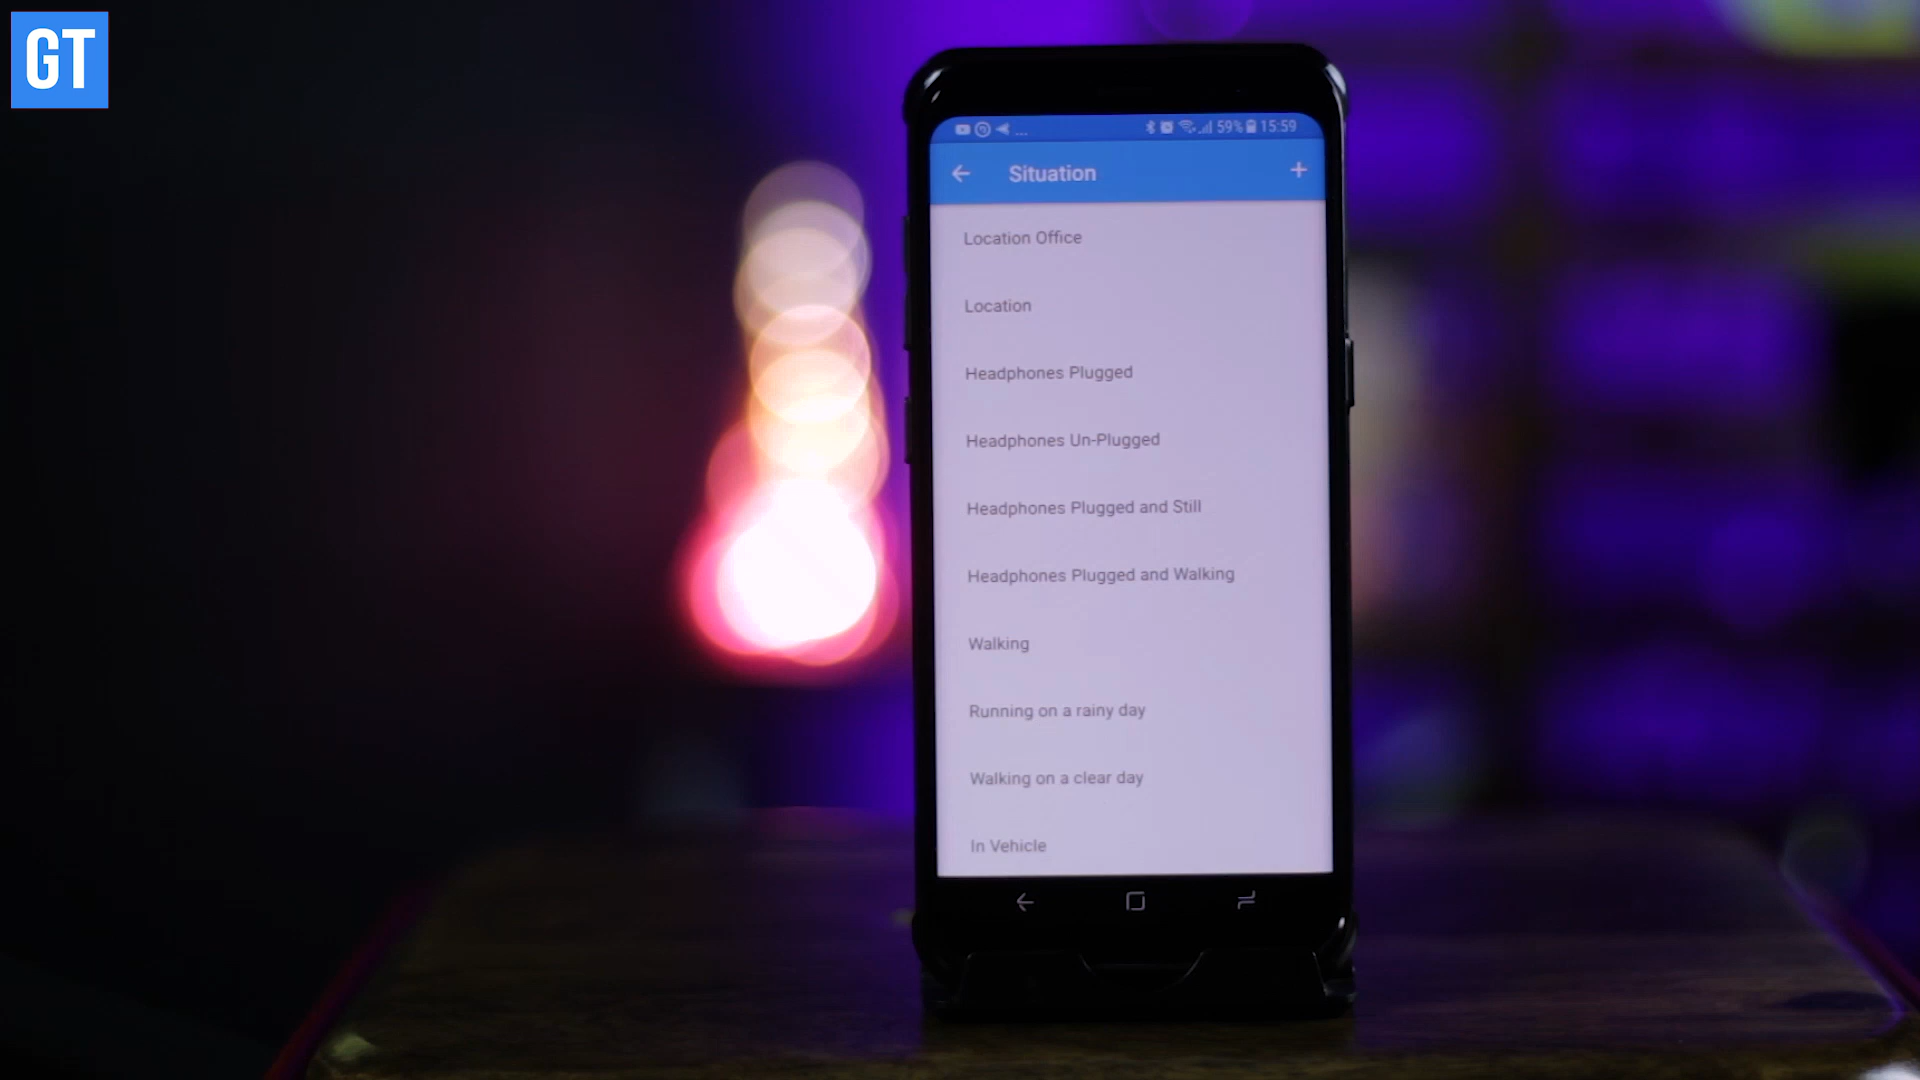 GT
... 59% 15:59
Situation
Location Office
Location
Headphones Plugged
Headphones Un-Plugged
Headphones Plugged and Still
Headphones Plugged and Walking
Walking
Running on a rainy day
Walking on a clear day
In Vehicle